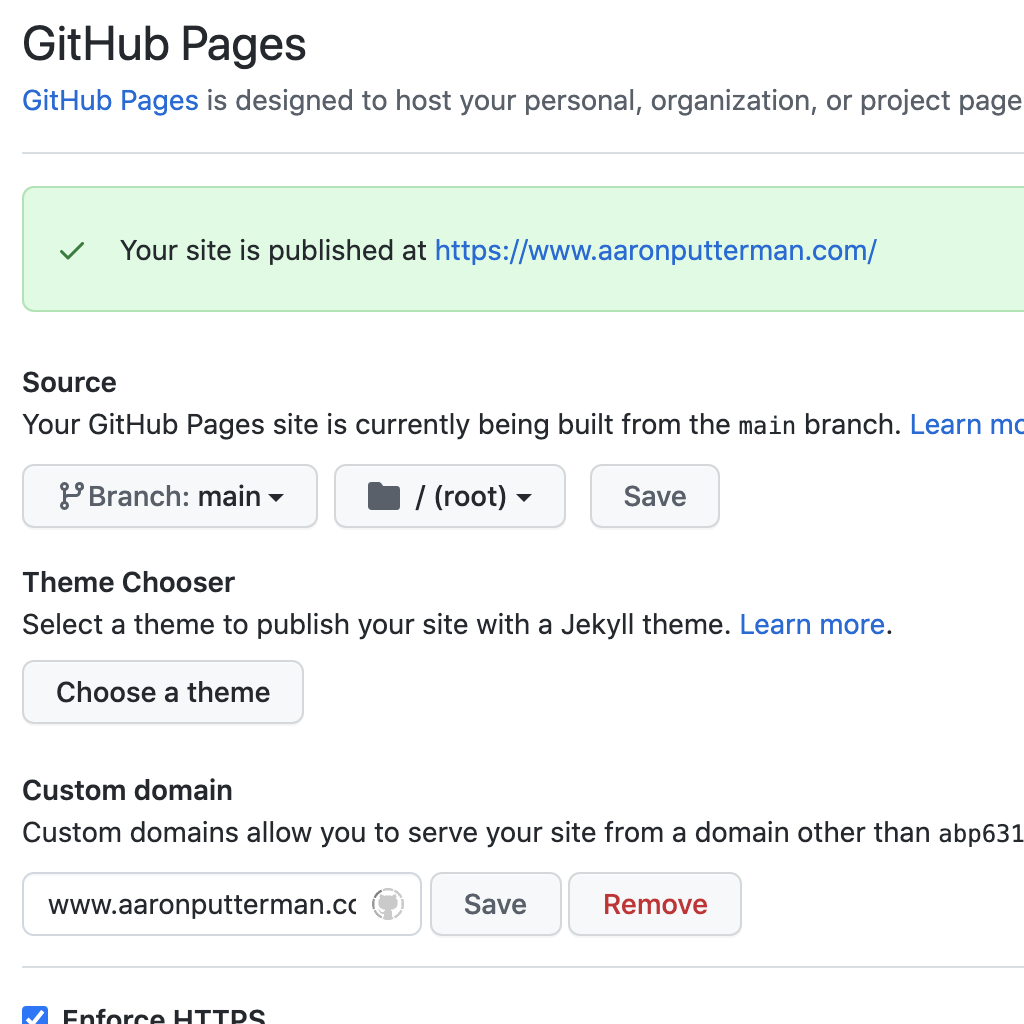 GitHub Pages
GitHub Pages is designed to host your personal, organization, or project page
Your site is published at https://www.aaronputterman.com/
Source
Your GitHub Pages site is currently being built from the main branch. Learn mo
Branch: main / (root) Save
Theme Chooser
Select a theme to publish your site with a Jekyll theme. Learn more.
Choose a theme
Custom domain
Custom domains allow you to serve your site from a domain other than abp631
www.aaronputterman.co Save Remove
Enforce HTTPS